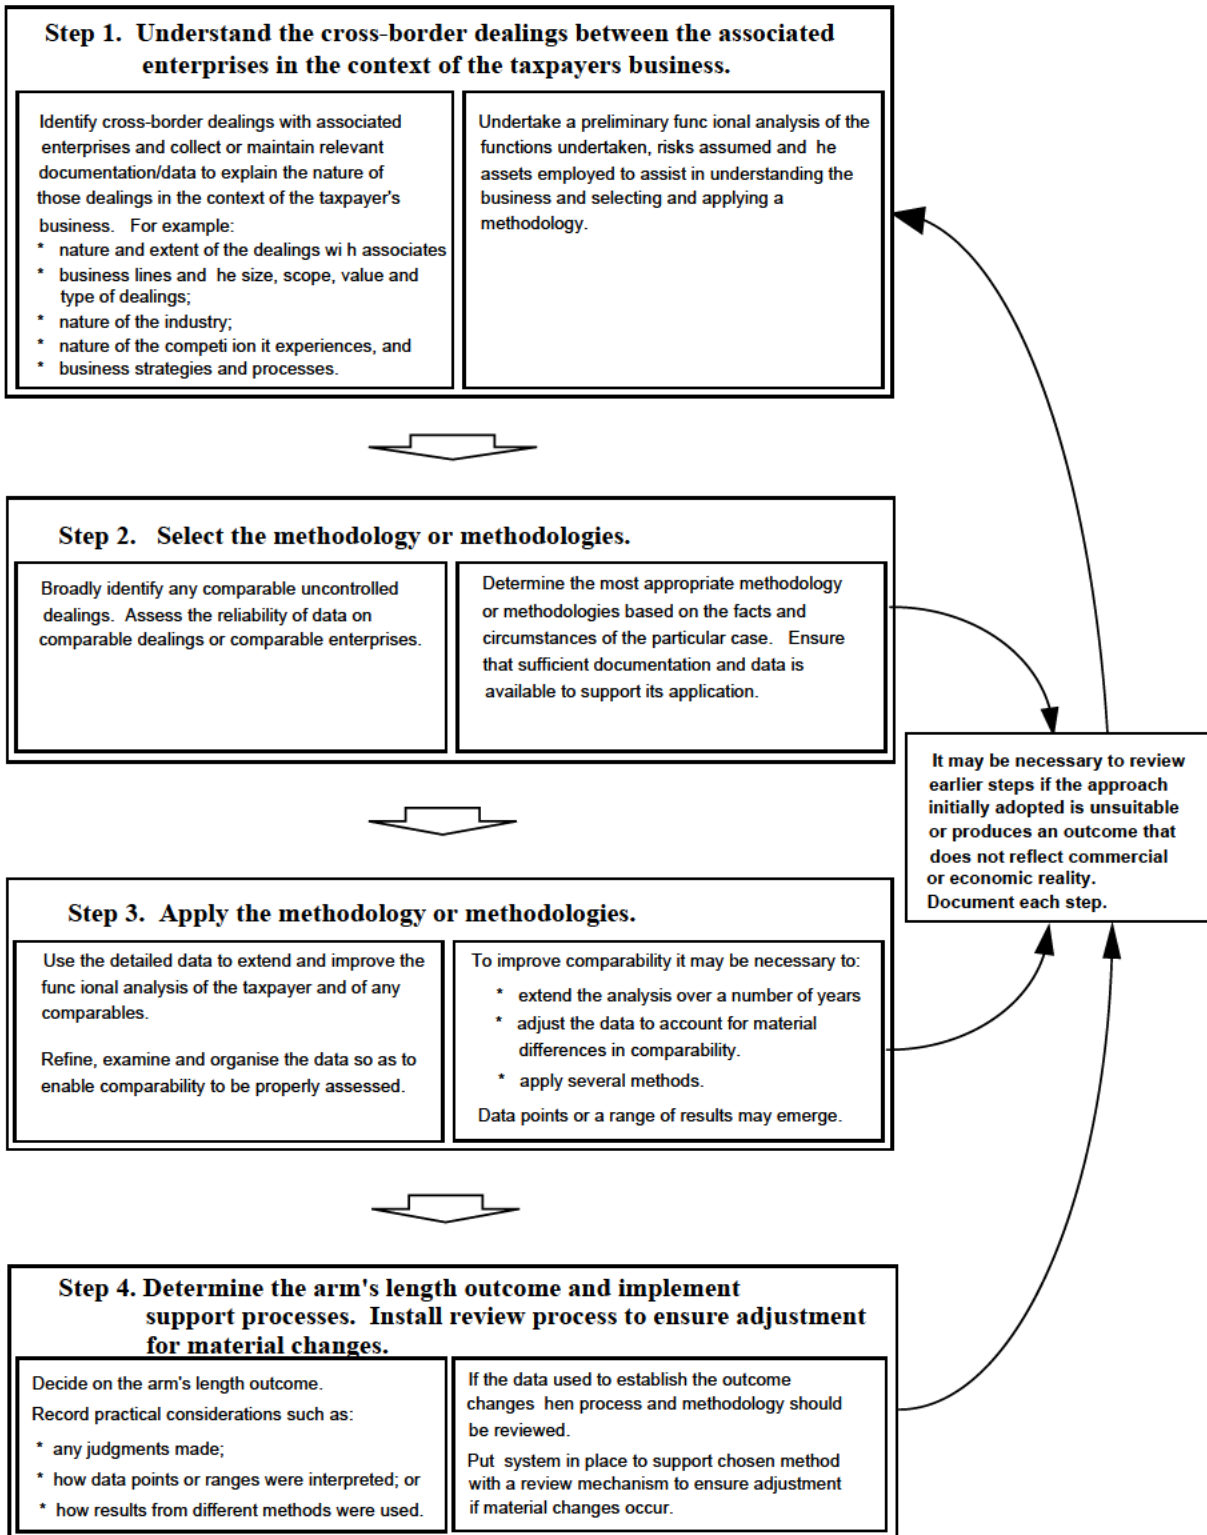 Step 1. Understand the cross-border dealings between the associated
enterprises in the context of the taxpayers business.
Identify cross-border dealings with associated
enterprises and collect or maintain relevant
documentation/data to explain the nature of
those dealings in the context of the taxpayer's
business. For example:
* nature and extent of the dealings wi h associates
* business lines and he size, scope, value and
type of dealings;
* nature of the industry;
* nature of the competi ion it experiences, and
* business strategies and processes.
Undertake a preliminary func ional analysis of the
functions undertaken, risks assumed and he
assets employed to assist in understanding the
business and selecting and applying a
methodology.
Step 2. Select the methodology or methodologies.
Broadly identify any comparable uncontrolled
dealings. Assess the reliability of data on
comparable dealings or comparable enterprises.
Determine the most appropriate methodology
or methodologies based on the facts and
circumstances of the particular case. Ensure
that sufficient documentation and data is
available to support its application.
It may be necessary to review
earlier steps if the approach
initially adopted is unsuitable
or produces an outcome that
does not reflect commercial
or economic reality.
Document each step.
Step 3. Apply the methodology or methodologies.
Use the detailed data to extend and improve the
func ional analysis of the taxpayer and of any
comparables.
Refine, examine and organise the data so as to
enable comparability to be properly assessed.
To improve comparability it may be necessary to:
* extend the analysis over a number of years
* adjust the data to account for material
differences in comparability.
* apply several methods.
Data points or a range of results may emerge.
Step 4. Determine the arm's length outcome and implement
support processes. Install review process to ensure adjustment
for material changes.
Decide on the arm's length outcome.
Record practical considerations such as:
* any judgments made;
* how data points or ranges were interpreted; or
* how results from different methods were used.
If the data used to establish the outcome
changes hen process and methodology should
be reviewed.
Put system in place to support chosen method
with a review mechanism to ensure adjustment
if material changes occur.